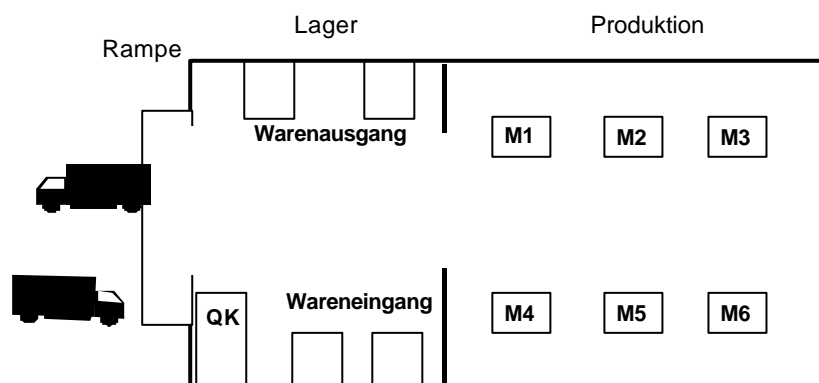 Lager
Produktion
Rampe
Warenausgang
M1
M2
M3
QK
Wareneingang
M4
M5
M6